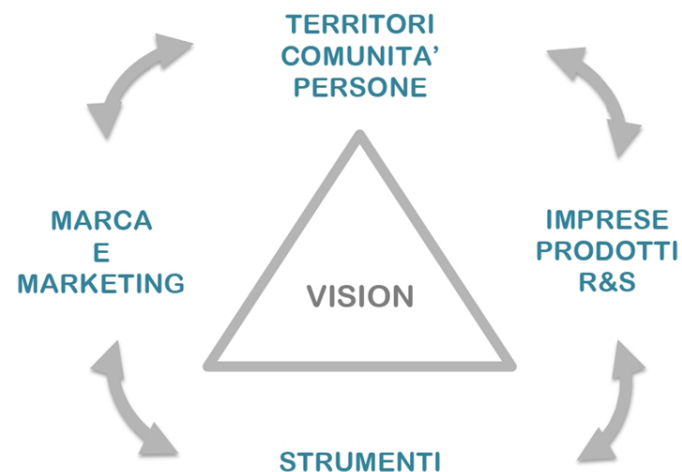 TERRITORI
COMUNITA'
PERSONE
MARCA
E
MARKETING
IMPRESE
PRODOTTI
R&S
VISION
STRUMENTI